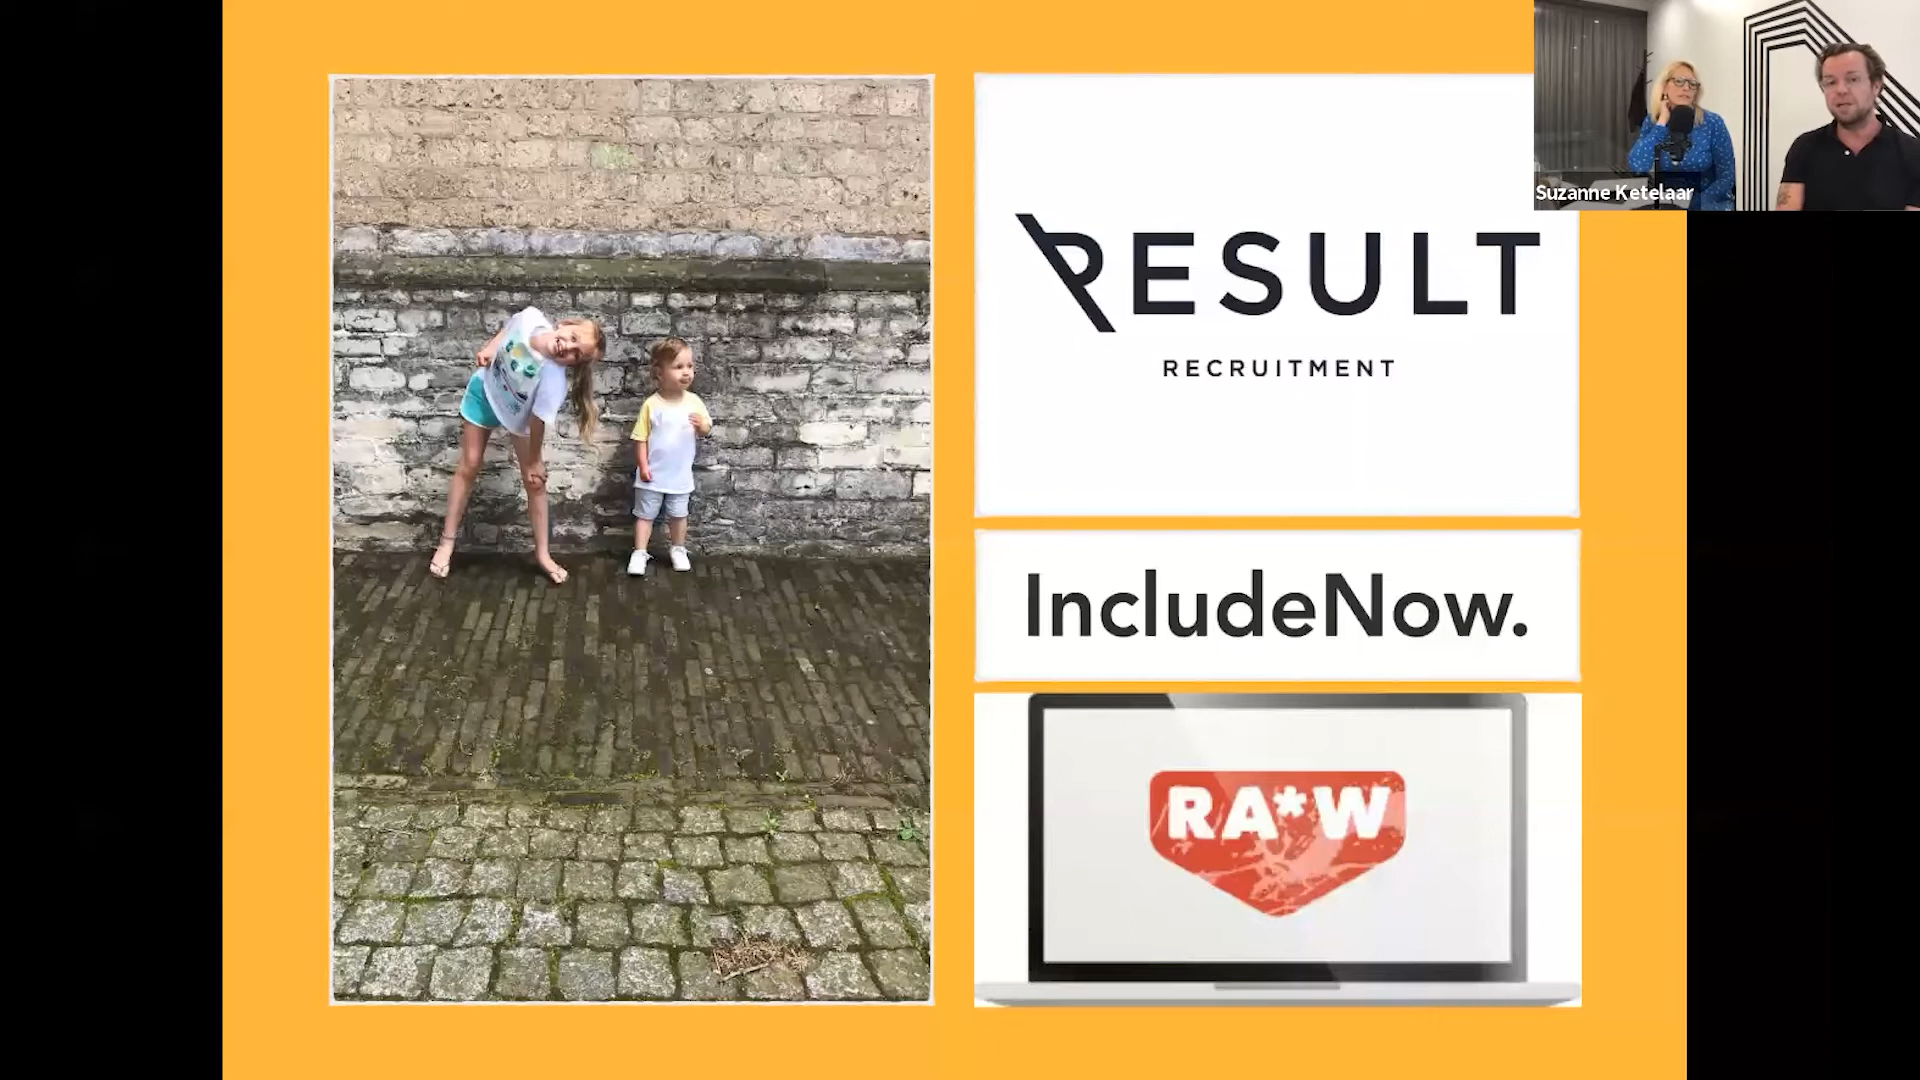 RESULT
RECRUITMENT
IncludeNow.
RA*W
Suzanne Ketelaar